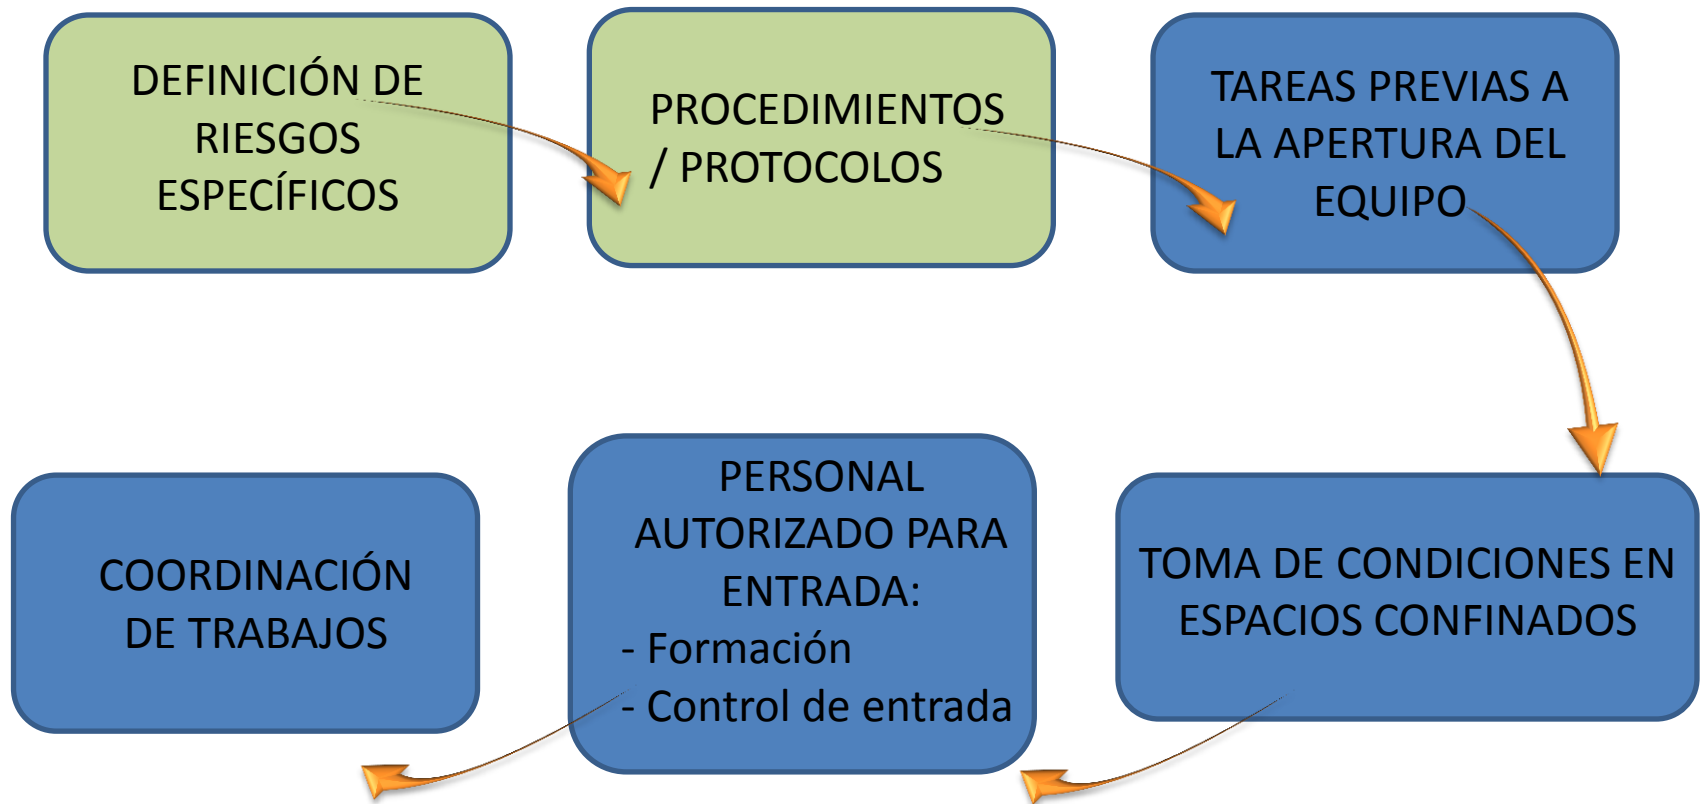 DEFINICIÓN DE
RIESGOS
ESPECÍFICOS
PROCEDIMIENTOS
/ PROTOCOLOS
TAREAS PREVIAS A
LA APERTURA DEL
EQUIPO
TOMA DE CONDICIONES EN
ESPACIOS CONFINADOS
PERSONAL
AUTORIZADO PARA
ENTRADA:
- Formación
- Control de entrada
COORDINACIÓN
DE TRABAJOS